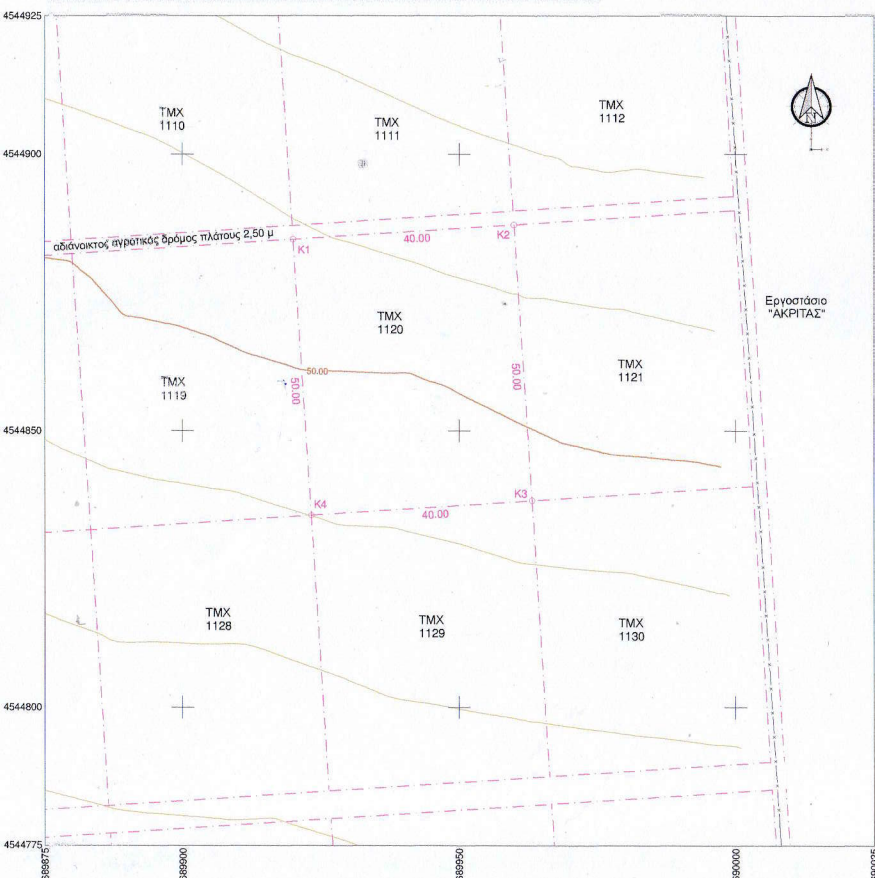 4544925
TMX
1110
TMX
1111
TMX
1112
N
4544900
αδιάνοικτος αγροτικός δρόμος πλάτους 2,50 μ
K1
40.00
K2
Εργοστάσιο
"ΑΚΡΙΤΑΣ"
TMX
1120
50.00
50.00
50.00
TMX
1121
TMX
1119
4544850
K4
40.00
K3
TMX
1128
TMX
1129
TMX
1130
4544800
4544775
689875
689900
689950
690000
690025